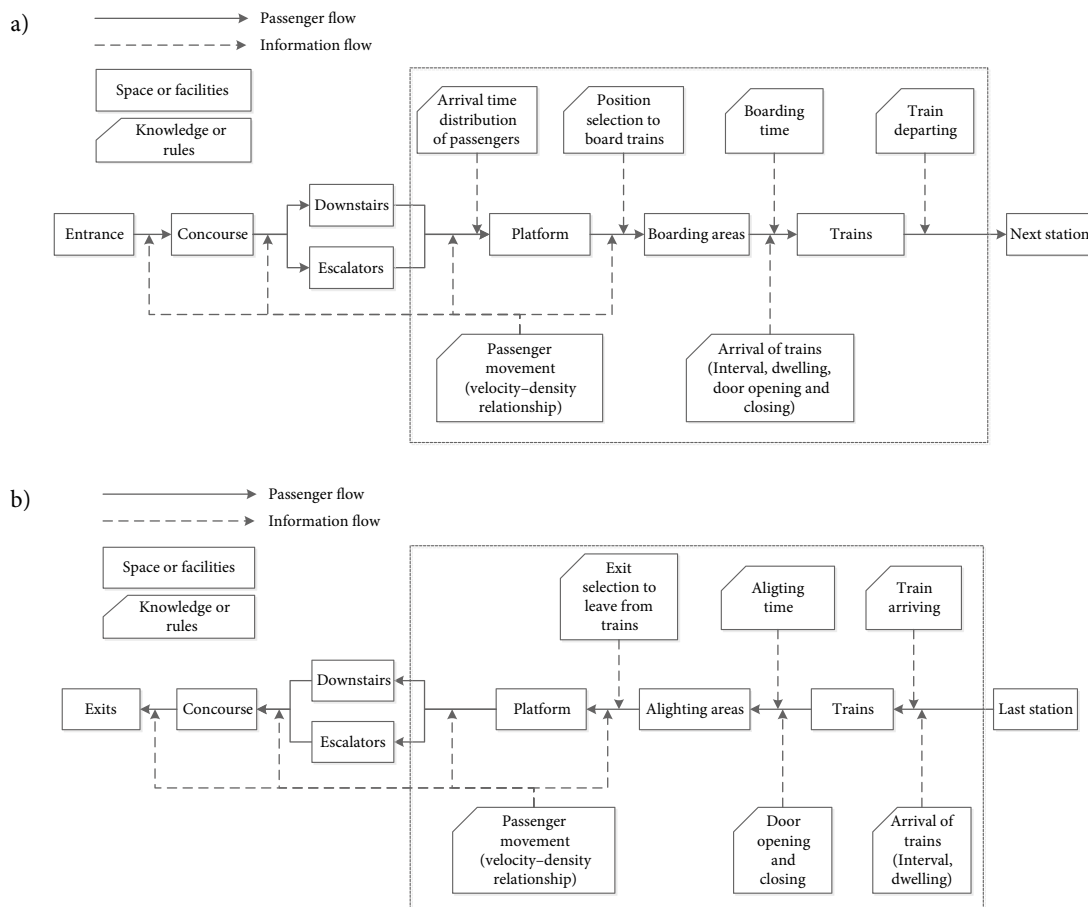 a)
Passenger flow
Information flow
Space or facilities
Knowledge or
rules
Arrival time
distribution
of passengers
Position
selection to
board trains
Boarding
time
Train
departing
Entrance
Concourse
Downstairs
Escalators
Platform
Boarding areas
Trains
Next station
Passenger
movement
(velocity–density
relationship)
Arrival of trains
(Interval, dwelling,
door opening and
closing)
b)
Passenger flow
Information flow
Space or facilities
Knowledge or
rules
Exit
selection to
leave from
trains
Aligting
time
Train
arriving
Exits
Concourse
Downstairs
Escalators
Platform
Alighting areas
Trains
Last station
Passenger
movement
(velocity–density
relationship)
Door
opening
and
closing
Arrival of
trains
(Interval,
dwelling)